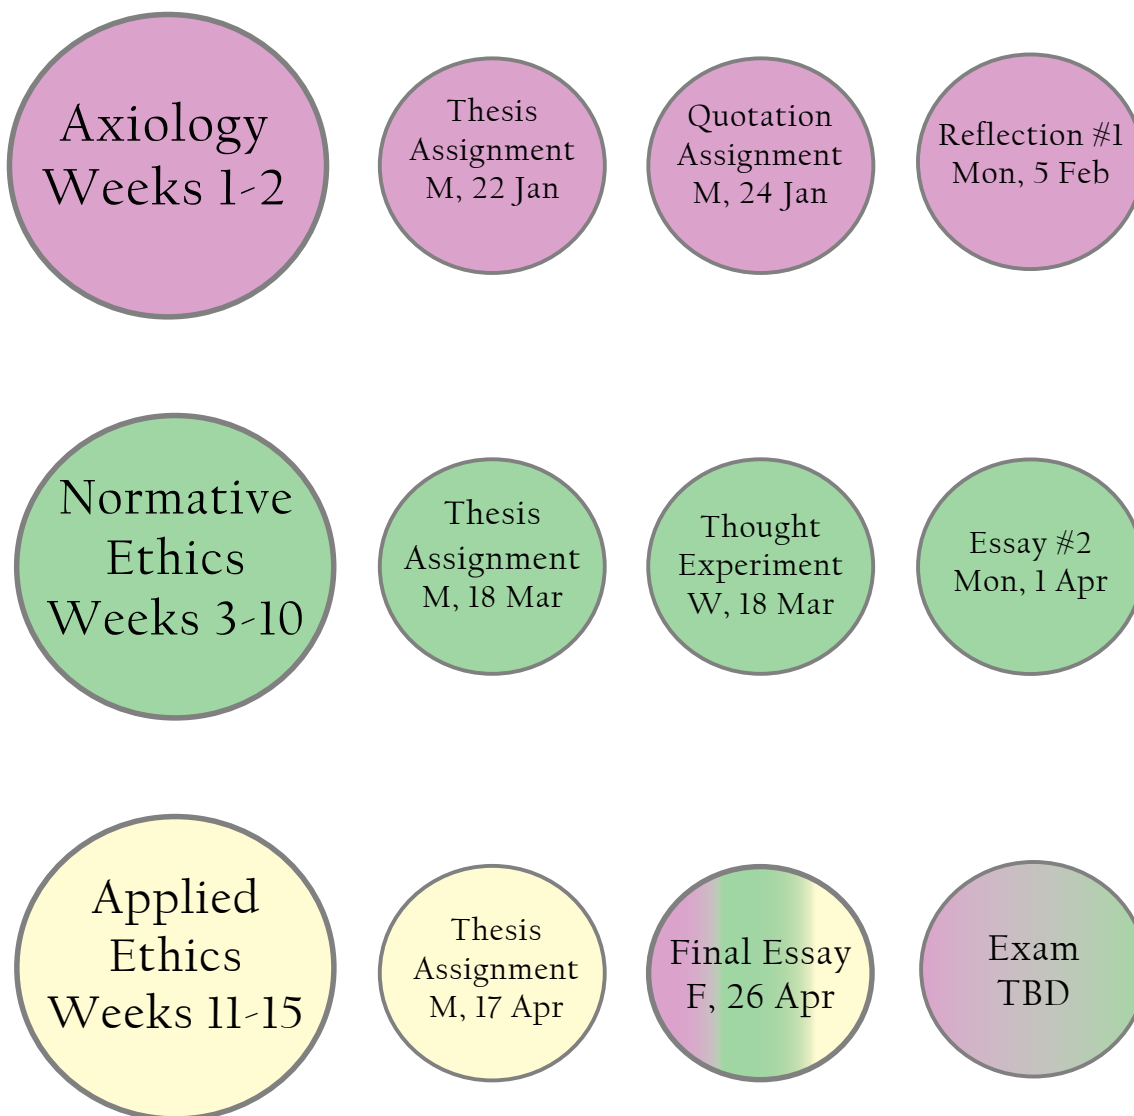 Axiology
Weeks 1-2
Thesis
Assignment
M, 22 Jan
Quotation
Assignment
M, 24 Jan
Reflection #1
Mon, 5 Feb
Normative
Ethics
Weeks 3-10
Thesis
Assignment
M, 18 Mar
Thought
Experiment
W, 18 Mar
Essay #2
Mon, 1 Apr
Applied
Ethics
Weeks 11-15
Thesis
Assignment
M, 17 Apr
Final Essay
F, 26 Apr
Exam
TBD